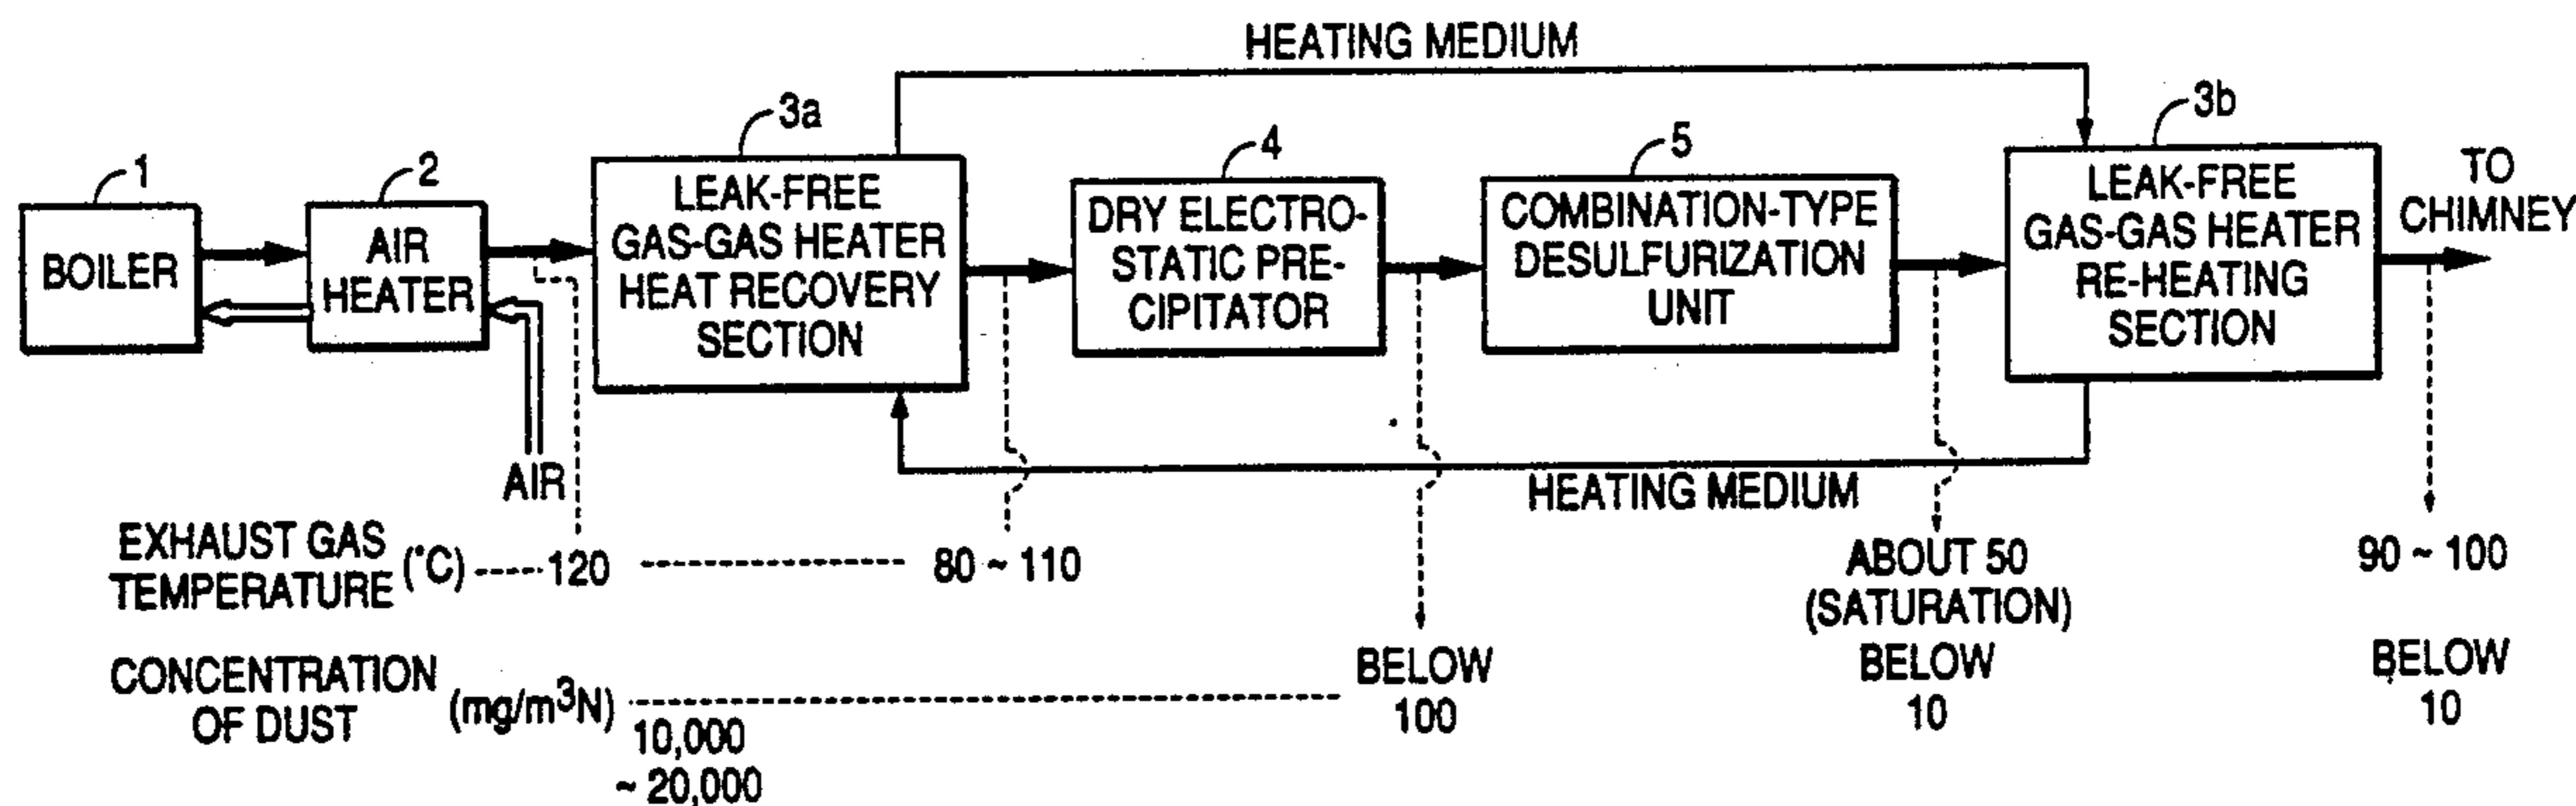 HEATING MEDIUM
1
BOILER
2
AIR
HEATER
3a
LEAK-FREE
GAS-GAS HEATER
HEAT RECOVERY
SECTION
4
DRY ELECTRO-
STATIC PRE-
CIPITATOR
5
COMBINATION-TYPE
DESULFURIZATION
UNIT
3b
LEAK-FREE
GAS-GAS HEATER
RE-HEATING
SECTION
TO
CHIMNEY
AIR
HEATING MEDIUM
EXHAUST GAS
TEMPERATURE (°C)
120
80 ~ 110
ABOUT 50
(SATURATION)
90 ~ 100
CONCENTRATION
OF DUST (mg/m³N)
10,000
~ 20,000
BELOW
100
BELOW
10
BELOW
10